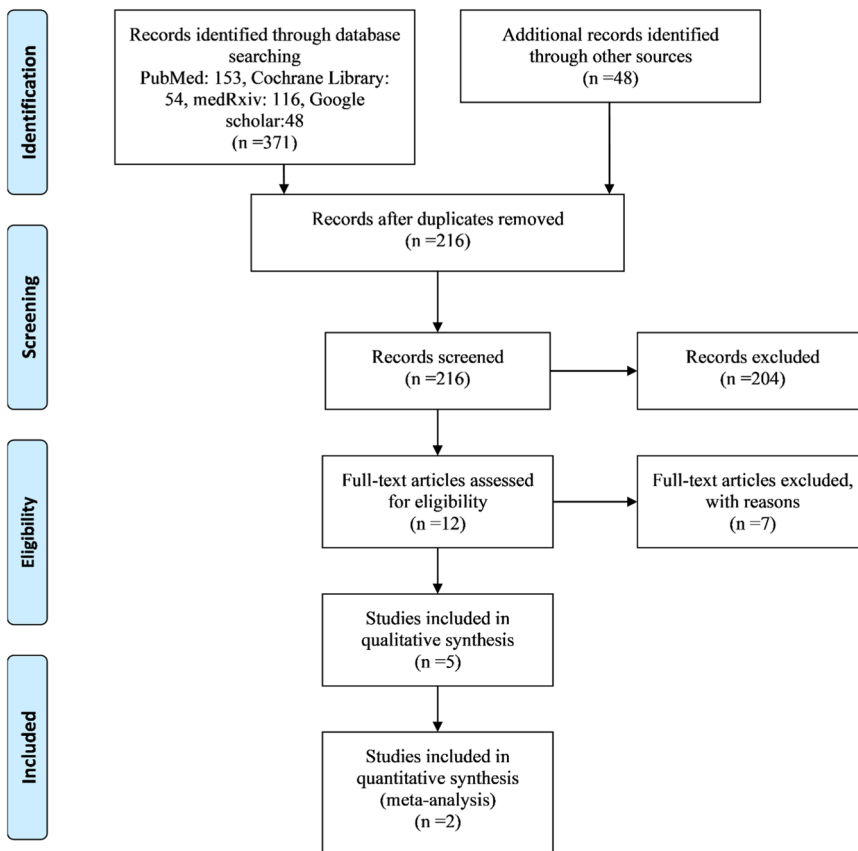 Identification
Records identified through database
searching
PubMed: 153, Cochrane Library:
54, medRxiv: 116, Google
scholar:48
(n =371)
Additional records identified
through other sources
(n =48)
Records after duplicates removed
(n =216)
Screening
Records screened
(n =216)
Records excluded
(n =204)
Eligibility
Full-text articles assessed
for eligibility
(n =12)
Full-text articles excluded,
with reasons
(n =7)
Studies included in
qualitative synthesis
(n =5)
Included
Studies included in
quantitative synthesis
(meta-analysis)
(n =2)